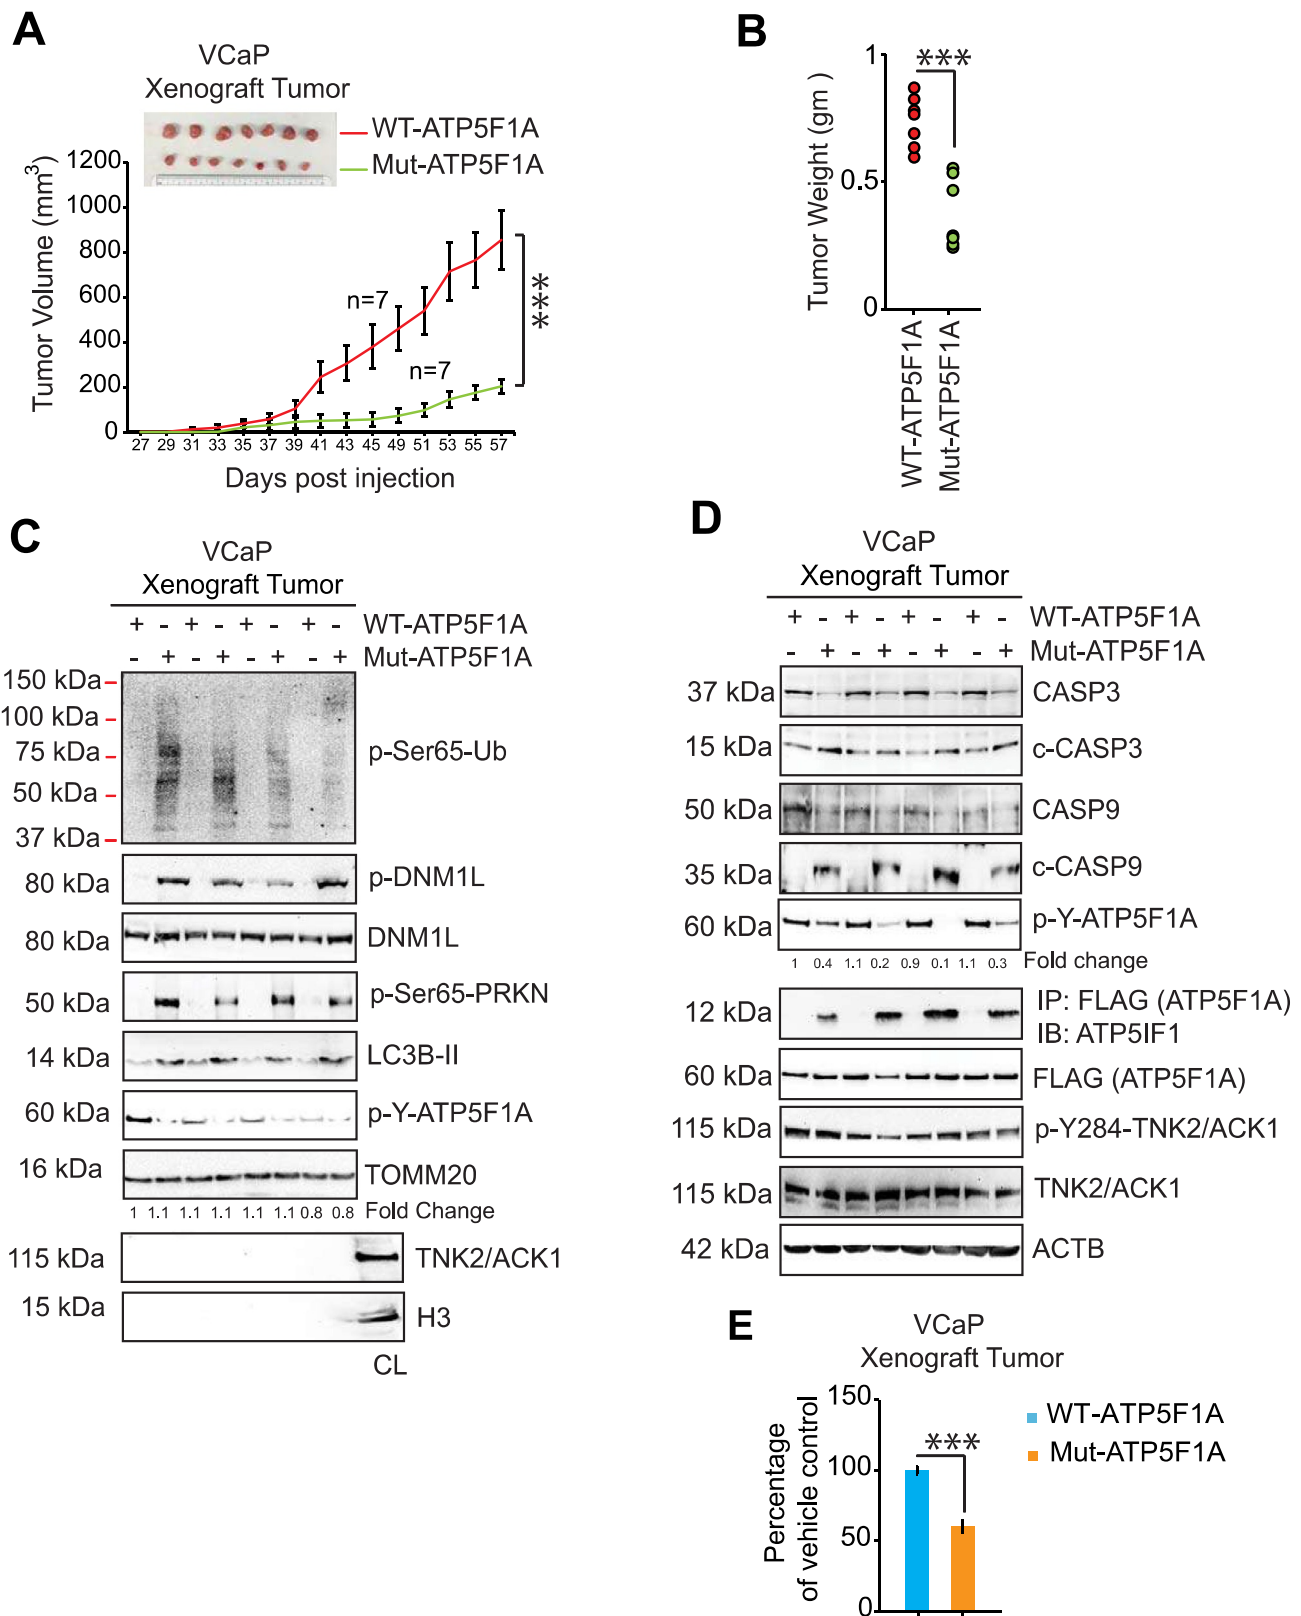 A
VCaP
Xenograft Tumor
WT-ATP5F1A
Mut-ATP5F1A
Tumor Volume (mm3)
1200
1000
800
600
400
200
0
n=7
n=7
***
27 29 31 33 35 37 39 41 43 45 49 51 53 55 57
Days post injection
B
Tumor Weight (gm )
1
0.5
0
***
WT-ATP5F1A
Mut-ATP5F1A
C
VCaP
Xenograft Tumor
+ - + - + - + - WT-ATP5F1A
- + - + - + - + Mut-ATP5F1A
150 kDa
100 kDa
75 kDa
50 kDa
37 kDa
p-Ser65-Ub
80 kDa p-DNM1L
80 kDa DNM1L
50 kDa p-Ser65-PRKN
14 kDa LC3B-II
60 kDa p-Y-ATP5F1A
16 kDa TOMM20
1 1.1 1.1 1.1 1.1 1.1 0.8 0.8 Fold Change
115 kDa TNK2/ACK1
15 kDa H3
CL
D
VCaP
Xenograft Tumor
+ - + - + - + - WT-ATP5F1A
- + - + - + - + Mut-ATP5F1A
37 kDa CASP3
15 kDa c-CASP3
50 kDa CASP9
35 kDa c-CASP9
60 kDa p-Y-ATP5F1A
1 0.4 1.1 0.2 0.9 0.1 1.1 0.3 Fold change
12 kDa IP: FLAG (ATP5F1A)
IB: ATP5IF1
60 kDa FLAG (ATP5F1A)
115 kDa p-Y284-TNK2/ACK1
115 kDa TNK2/ACK1
42 kDa ACTB
E
VCaP
Xenograft Tumor
Percentage
of vehicle control
150
100
50
0
***
WT-ATP5F1A
Mut-ATP5F1A